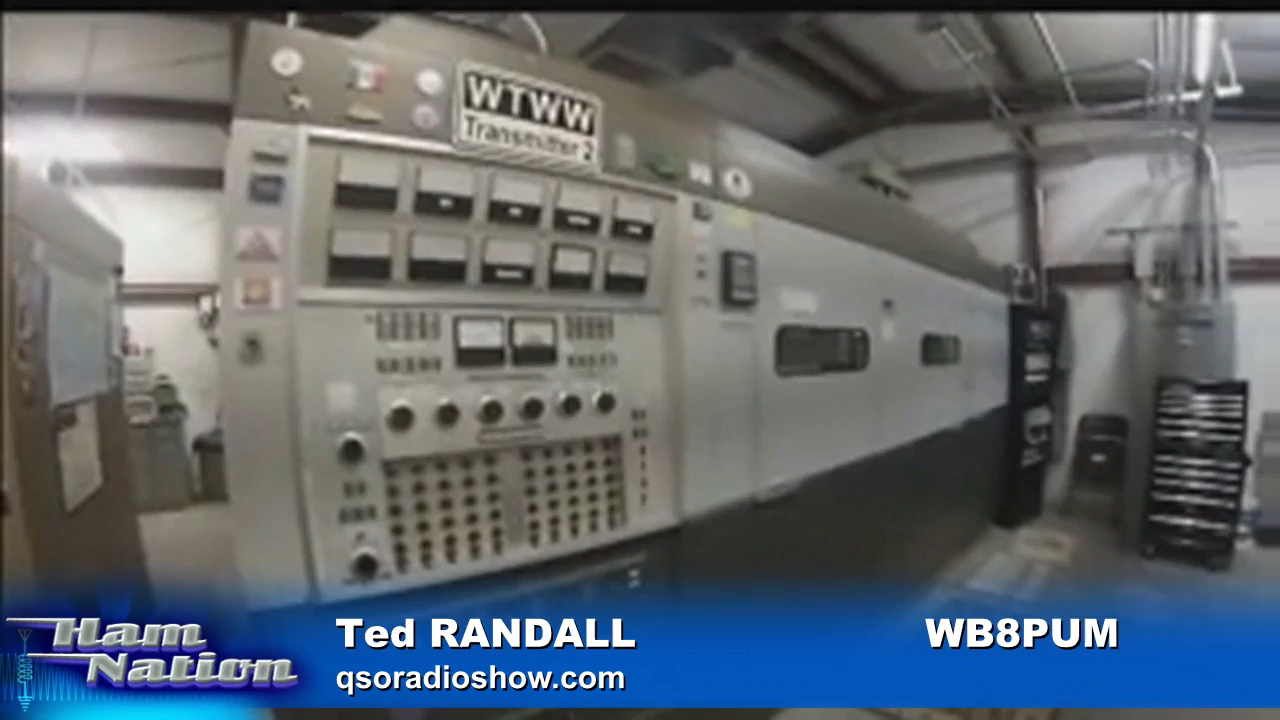 WTWW
Transmitter 2
Ham
Nation
Ted RANDALL
qsoradioshow.com
WB8PUM